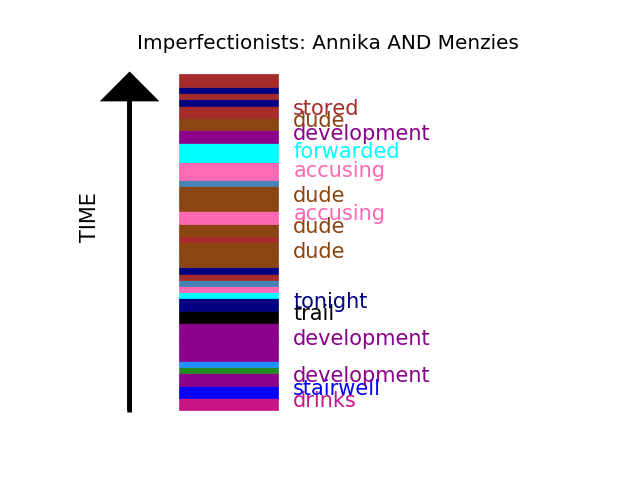 Imperfectionists: Annika AND Menzies
TIME
stored
dude
development
forwarded
accusing
dude
accusing
dude
dude
tonight
trail
development
development
stairwell
drinks